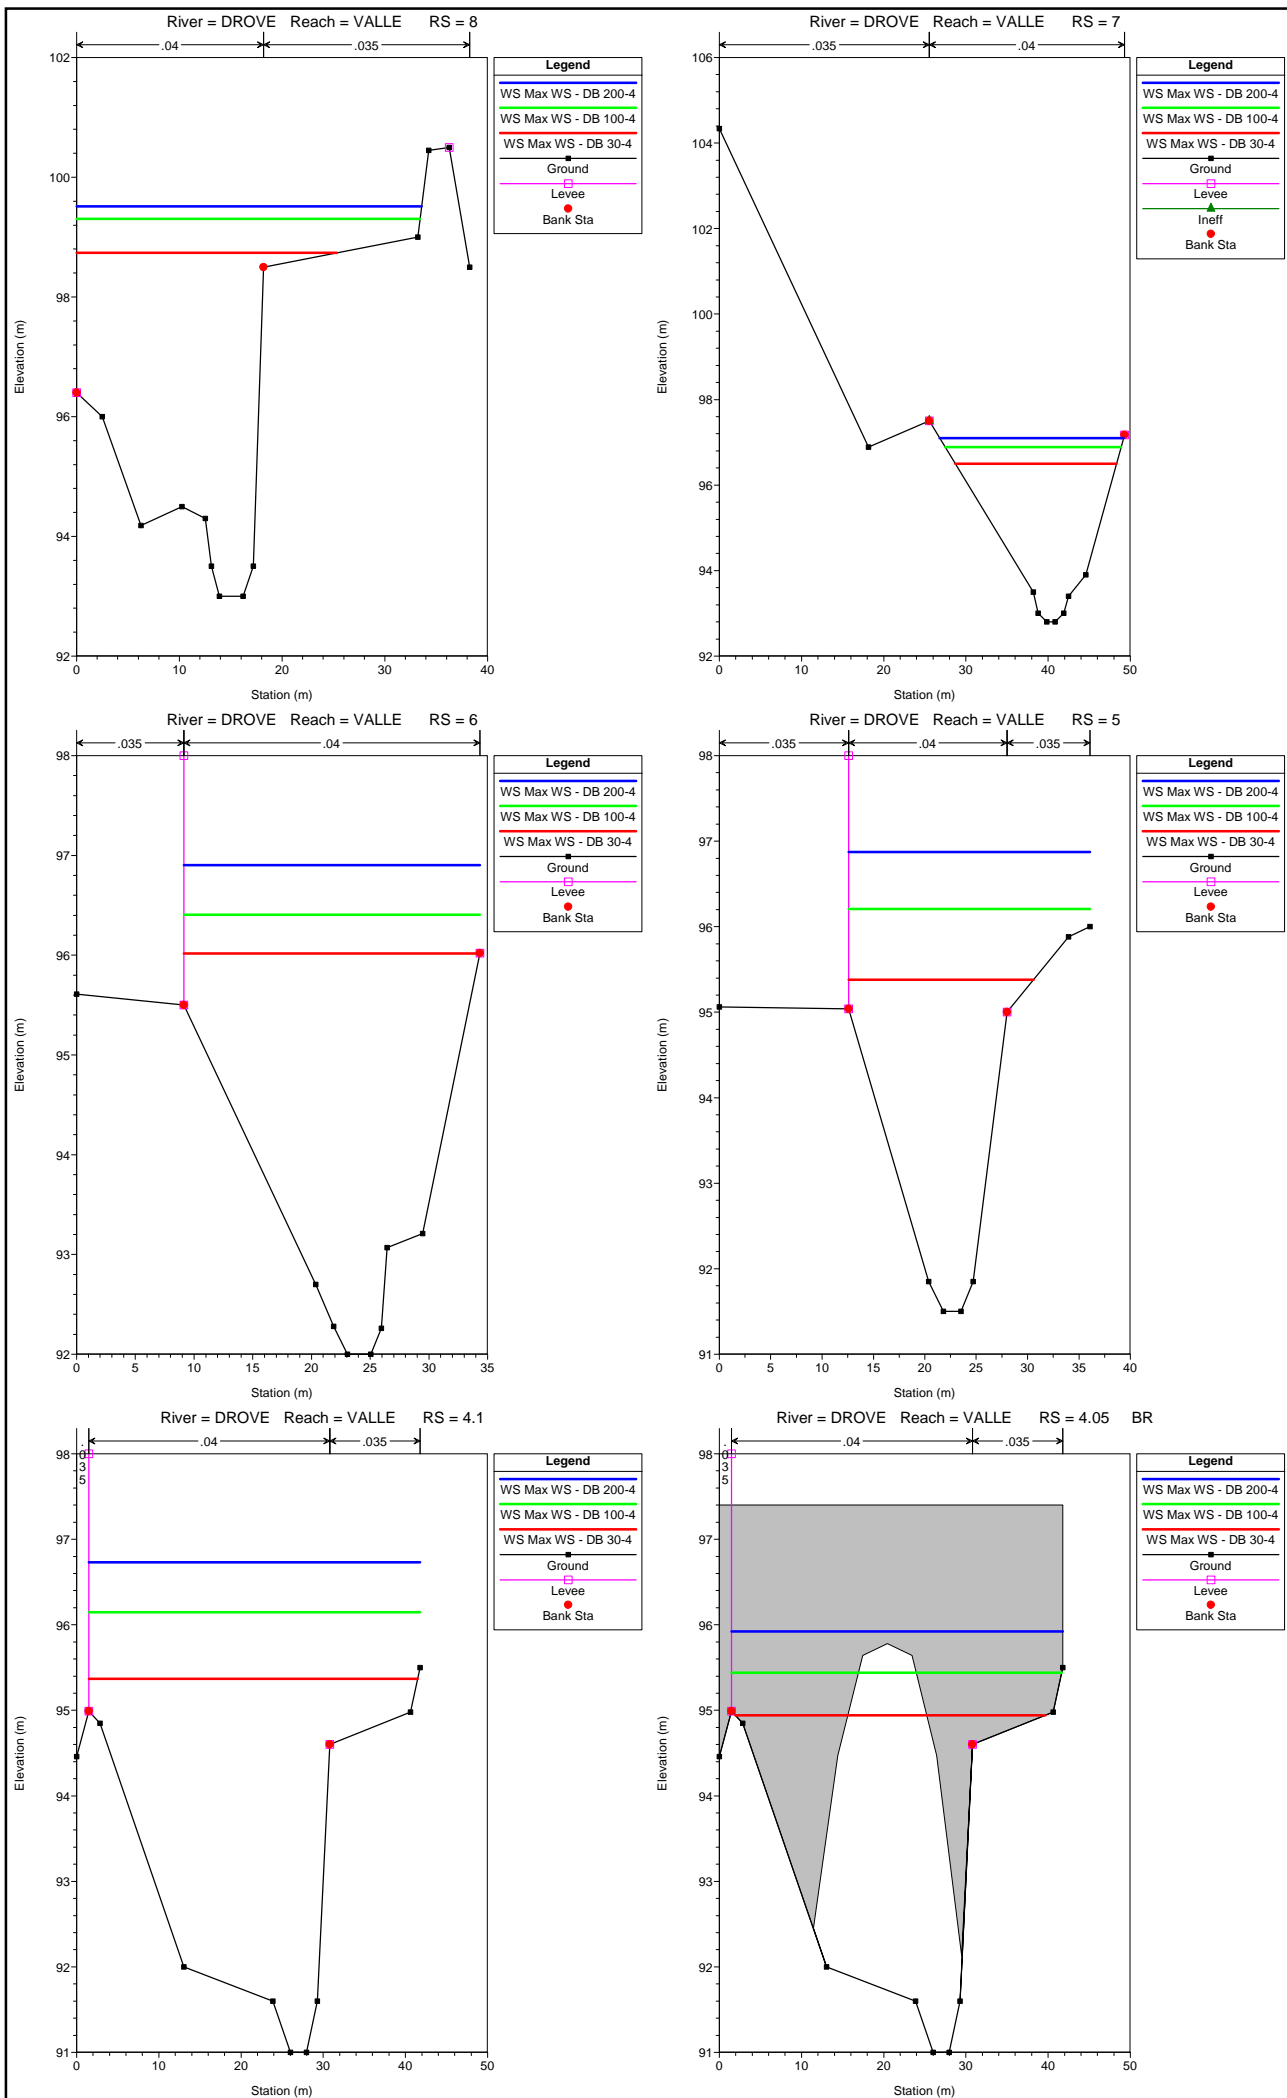 River = DROVE Reach = VALLE RS = 8
.04
.035
102
100
98
96
94
92
0
10
20
30
40
Elevation (m)
Station (m)
Legend
WS Max WS - DB 200-4
WS Max WS - DB 100-4
WS Max WS - DB 30-4
Ground
Levee
Bank Sta
River = DROVE Reach = VALLE RS = 7
.035
.04
106
104
102
100
98
96
94
92
0
10
20
30
40
50
Elevation (m)
Station (m)
Legend
WS Max WS - DB 200-4
WS Max WS - DB 100-4
WS Max WS - DB 30-4
Ground
Levee
Ineff
Bank Sta
River = DROVE Reach = VALLE RS = 6
.035
.04
98
97
96
95
94
93
92
0
5
10
15
20
25
30
35
Elevation (m)
Station (m)
Legend
WS Max WS - DB 200-4
WS Max WS - DB 100-4
WS Max WS - DB 30-4
Ground
Levee
Bank Sta
River = DROVE Reach = VALLE RS = 5
.035
.04
.035
98
97
96
95
94
93
92
91
0
5
10
15
20
25
30
35
40
Elevation (m)
Station (m)
Legend
WS Max WS - DB 200-4
WS Max WS - DB 100-4
WS Max WS - DB 30-4
Ground
Levee
Bank Sta
River = DROVE Reach = VALLE RS = 4.1
.035
.04
.035
98
97
96
95
94
93
92
91
0
10
20
30
40
50
Elevation (m)
Station (m)
Legend
WS Max WS - DB 200-4
WS Max WS - DB 100-4
WS Max WS - DB 30-4
Ground
Levee
Bank Sta
River = DROVE Reach = VALLE RS = 4.05 BR
.035
.04
.035
98
97
96
95
94
93
92
91
0
10
20
30
40
50
Elevation (m)
Station (m)
Legend
WS Max WS - DB 200-4
WS Max WS - DB 100-4
WS Max WS - DB 30-4
Ground
Levee
Bank Sta